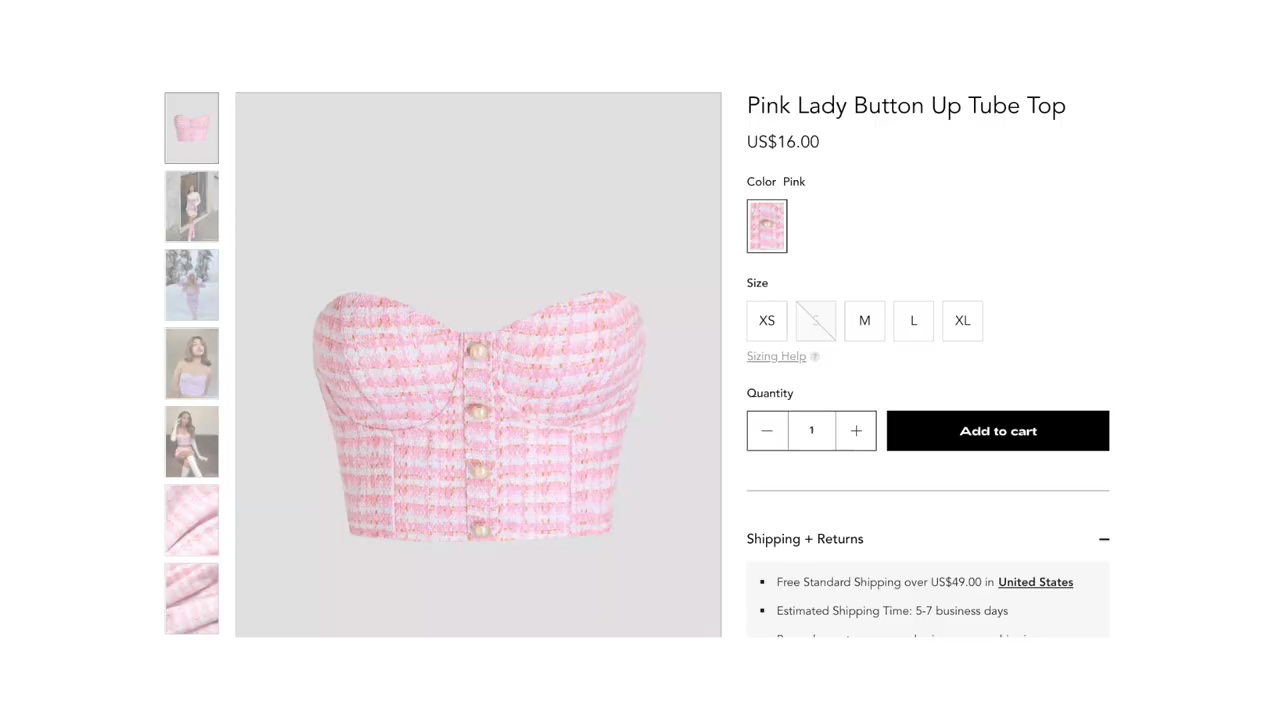 Pink Lady Button Up Tube Top
US$16.00
Color Pink
Size
XS S M L XL
Sizing Help ?
Quantity
— 1 +
Add to cart
Shipping + Returns —
Free Standard Shipping over US$49.00 in United States
Estimated Shipping Time: 5-7 business days